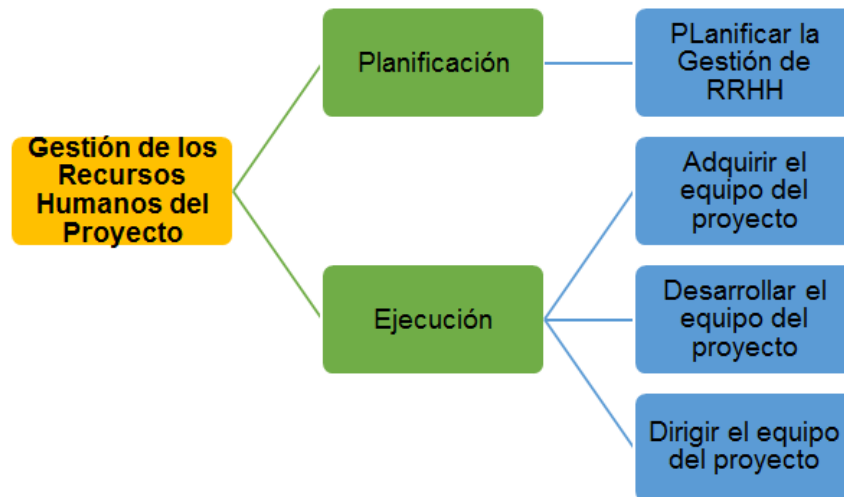 Gestión de los
Recursos
Humanos del
Proyecto
Planificación
PLanificar la
Gestión de
RRHH
Ejecución
Adquirir el
equipo del
proyecto
Desarrollar el
equipo del
proyecto
Dirigir el equipo
del proyecto